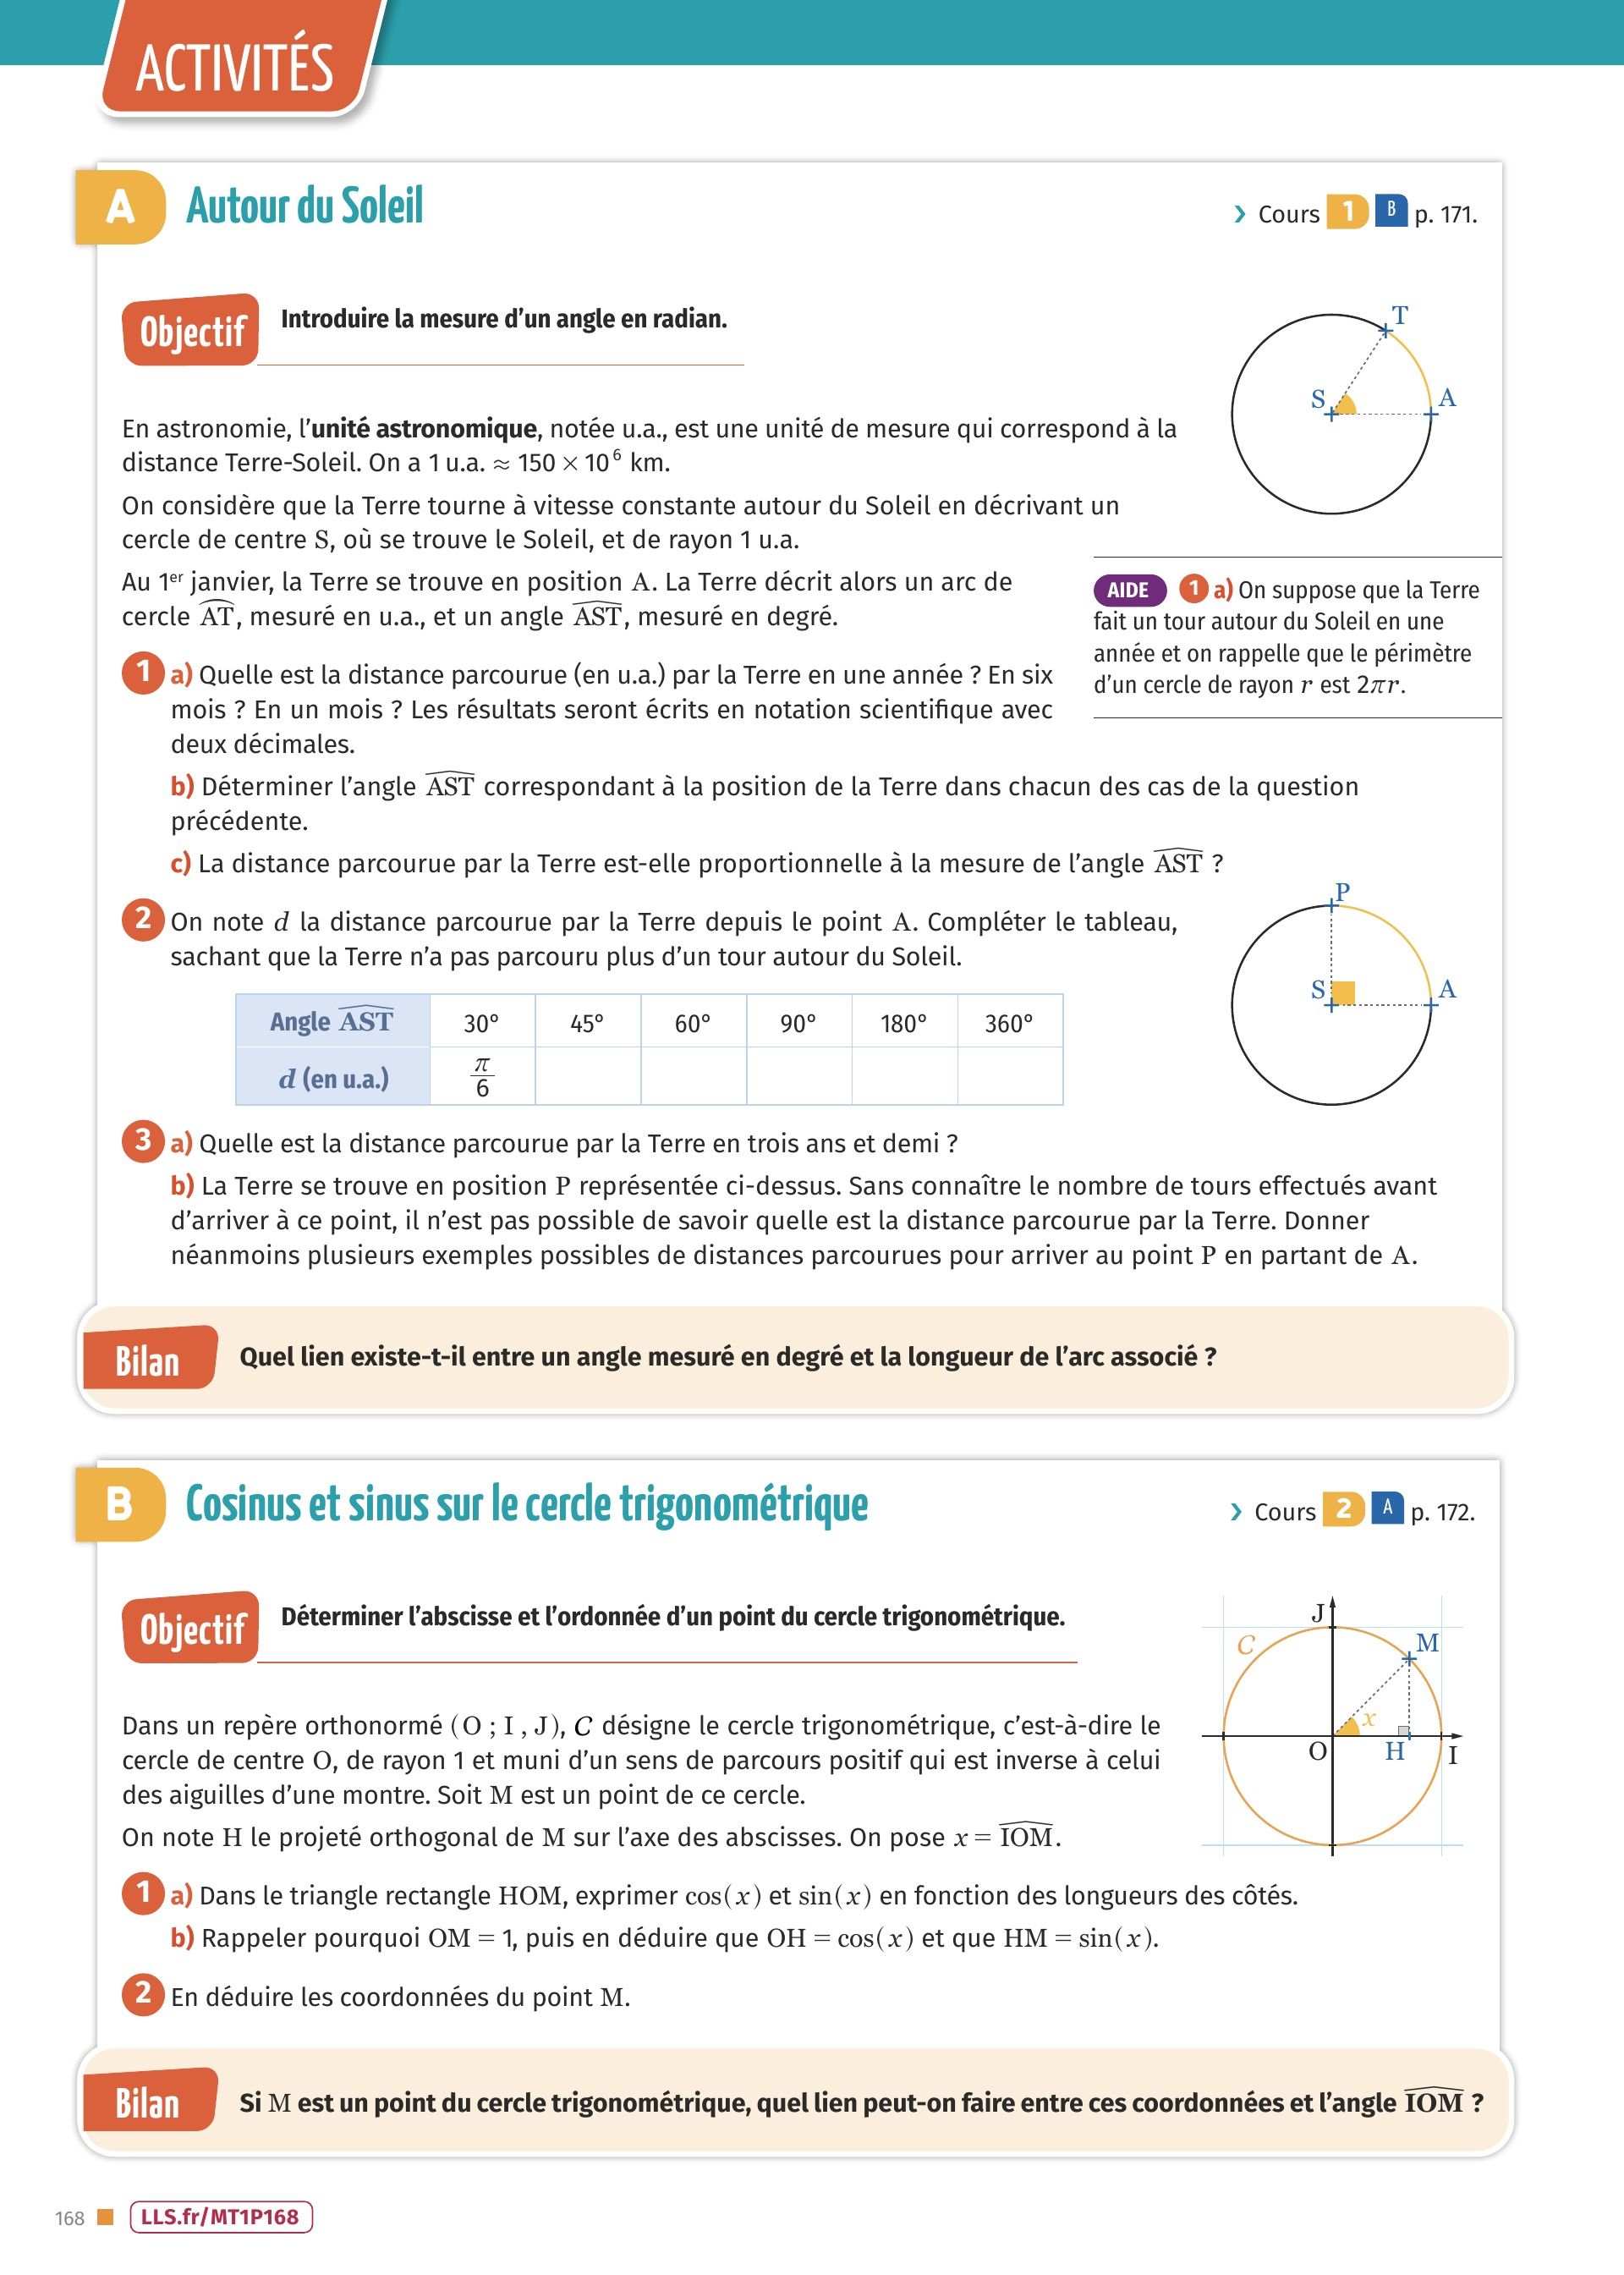 ACTIVITÉS
A Autour du Soleil
› Cours 1 B p. 171.
Objectif Introduire la mesure d’un angle en radian.
T
S
A
En astronomie, l’unité astronomique, notée u.a., est une unité de mesure qui correspond à la
distance Terre-Soleil. On a 1 u.a. ≈ 150 × 10⁶ km.
On considère que la Terre tourne à vitesse constante autour du Soleil en décrivant un
cercle de centre S, où se trouve le Soleil, et de rayon 1 u.a.
Au 1er janvier, la Terre se trouve en position A. La Terre décrit alors un arc de
cercle AT, mesuré en u.a., et un angle AST, mesuré en degré.
AIDE 1 a) On suppose que la Terre
fait un tour autour du Soleil en une
année et on rappelle que le périmètre
d’un cercle de rayon r est 2πr.
1 a) Quelle est la distance parcourue (en u.a.) par la Terre en une année ? En six
mois ? En un mois ? Les résultats seront écrits en notation scientifique avec
deux décimales.
b) Déterminer l’angle AST correspondant à la position de la Terre dans chacun des cas de la question
précédente.
c) La distance parcourue par la Terre est-elle proportionnelle à la mesure de l’angle AST ?
2 On note d la distance parcourue par la Terre depuis le point A. Compléter le tableau,
sachant que la Terre n’a pas parcouru plus d’un tour autour du Soleil.
P
S
A
Angle AST 30° 45° 60° 90° 180° 360°
d (en u.a.) π/6
3 a) Quelle est la distance parcourue par la Terre en trois ans et demi ?
b) La Terre se trouve en position P représentée ci-dessus. Sans connaître le nombre de tours effectués avant
d’arriver à ce point, il n’est pas possible de savoir quelle est la distance parcourue par la Terre. Donner
néanmoins plusieurs exemples possibles de distances parcourues pour arriver au point P en partant de A.
Bilan Quel lien existe-t-il entre un angle mesuré en degré et la longueur de l’arc associé ?
B Cosinus et sinus sur le cercle trigonométrique
› Cours 2 A p. 172.
Objectif Déterminer l’abscisse et l’ordonnée d’un point du cercle trigonométrique.
J
C
M
x
O
H
I
Dans un repère orthonormé (O ; I , J), C désigne le cercle trigonométrique, c’est-à-dire le
cercle de centre O, de rayon 1 et muni d’un sens de parcours positif qui est inverse à celui
des aiguilles d’une montre. Soit M est un point de ce cercle.
On note H le projeté orthogonal de M sur l’axe des abscisses. On pose x = IOM.
1 a) Dans le triangle rectangle HOM, exprimer cos(x) et sin(x) en fonction des longueurs des côtés.
b) Rappeler pourquoi OM = 1, puis en déduire que OH = cos(x) et que HM = sin(x).
2 En déduire les coordonnées du point M.
Bilan Si M est un point du cercle trigonométrique, quel lien peut-on faire entre ces coordonnées et l’angle IOM ?
168 LLS.fr/MT1P168